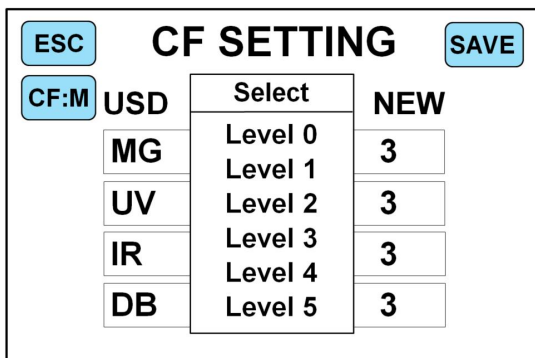 ESC CF SETTING SAVE
CF:M USD Select NEW
MG Level 0 3
Level 1
UV Level 2 3
Level 3
IR Level 4 3
DB Level 5 3